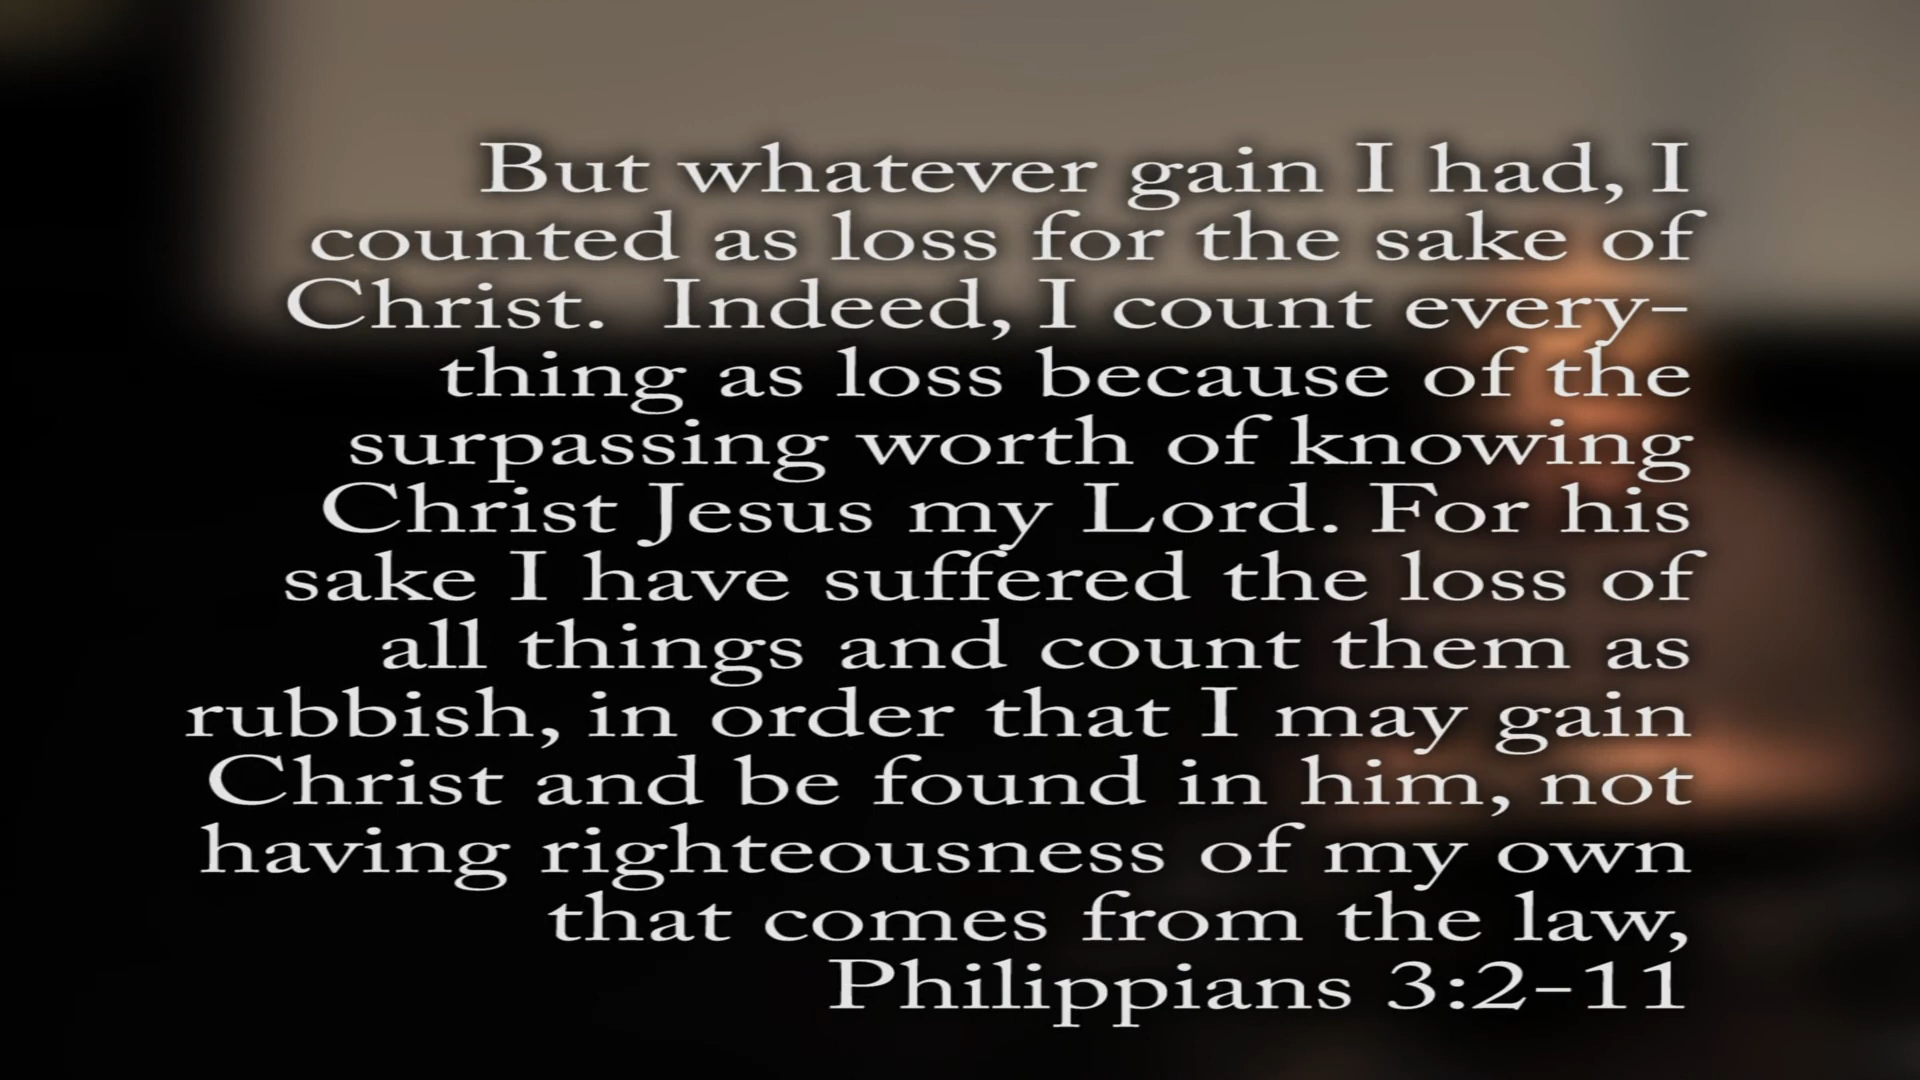 But whatever gain I had, I
counted as loss for the sake of
Christ. Indeed, I count every-
thing as loss because of the
surpassing worth of knowing
Christ Jesus my Lord. For his
sake I have suffered the loss of
all things and count them as
rubbish, in order that I may gain
Christ and be found in him, not
having righteousness of my own
that comes from the law,
Philippians 3:2-11